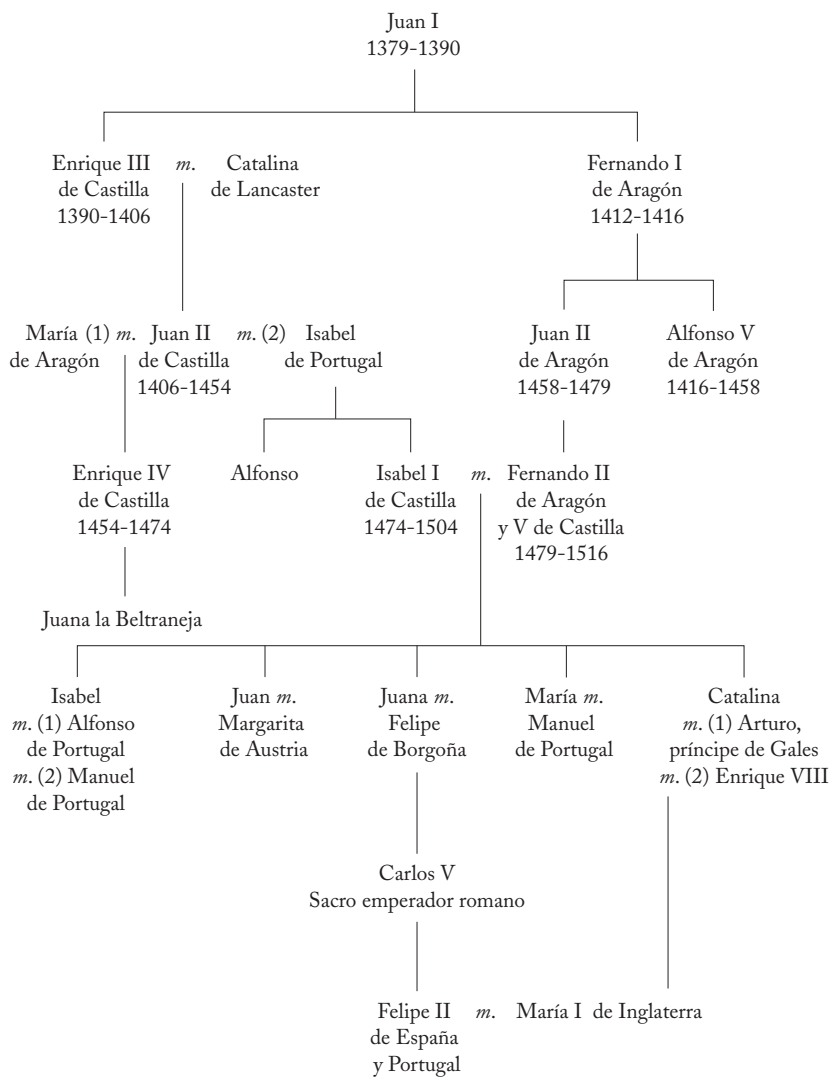 Juan I
1379-1390
Enrique III m. Catalina
de Castilla de Lancaster
1390-1406
Fernando I
de Aragón
1412-1416
María (1) m. Juan II m. (2) Isabel
de Aragón de Castilla de Portugal
1406-1454
Juan II
de Aragón
1458-1479
Alfonso V
de Aragón
1416-1458
Enrique IV
de Castilla
1454-1474
Alfonso
Isabel I m. Fernando II
de Castilla de Aragón
1474-1504 y V de Castilla
1479-1516
Juana la Beltraneja
Isabel
m. (1) Alfonso
de Portugal
m. (2) Manuel
de Portugal
Juan m.
Margarita
de Austria
Juana m.
Felipe
de Borgoña
María m.
Manuel
de Portugal
Catalina
m. (1) Arturo,
príncipe de Gales
m. (2) Enrique VIII
Carlos V
Sacro emperador romano
Felipe II m. María I de Inglaterra
de España
y Portugal